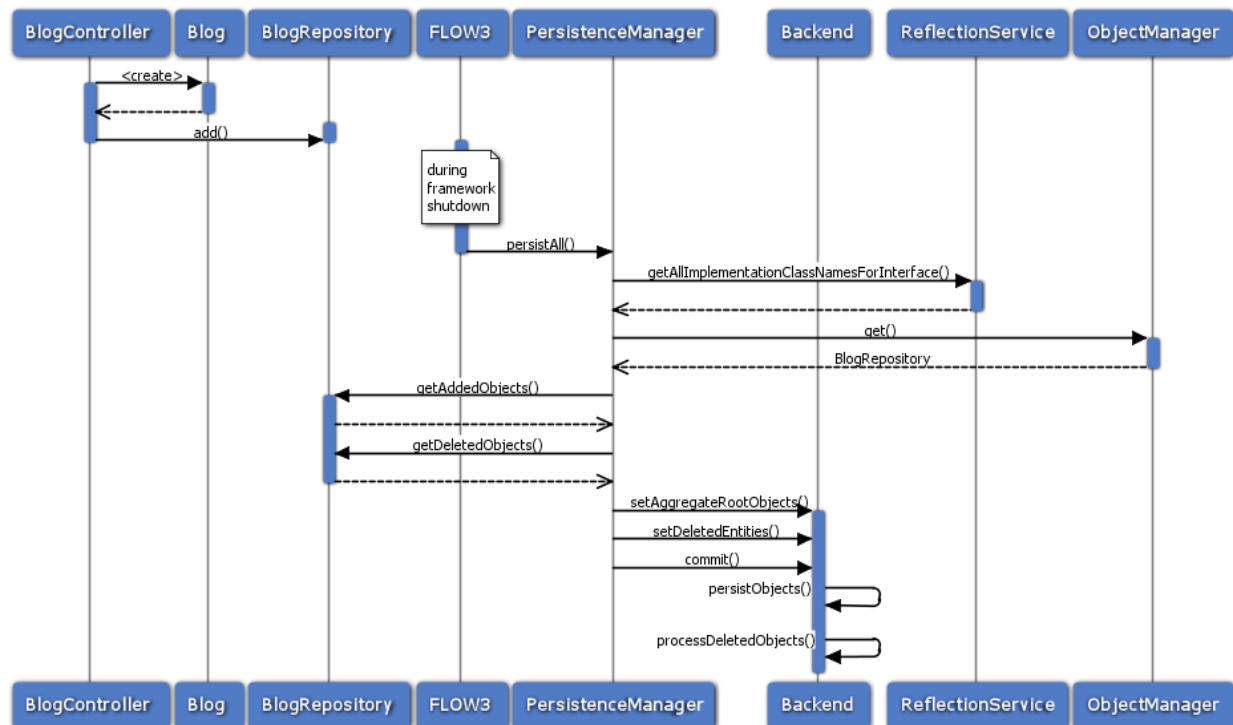 BlogController Blog BlogRepository FLOW3 PersistenceManager Backend ReflectionService ObjectManager
<create>
add()
during
framework
shutdown
persistAll()
getAllImplementationClassNamesForInterface()
get()
BlogRepository
getAddedObjects()
getDeletedObjects()
setAggregateRootObjects()
setDeletedEntities()
commit()
persistObjects()
processDeletedObjects()
BlogController Blog BlogRepository FLOW3 PersistenceManager Backend ReflectionService ObjectManager